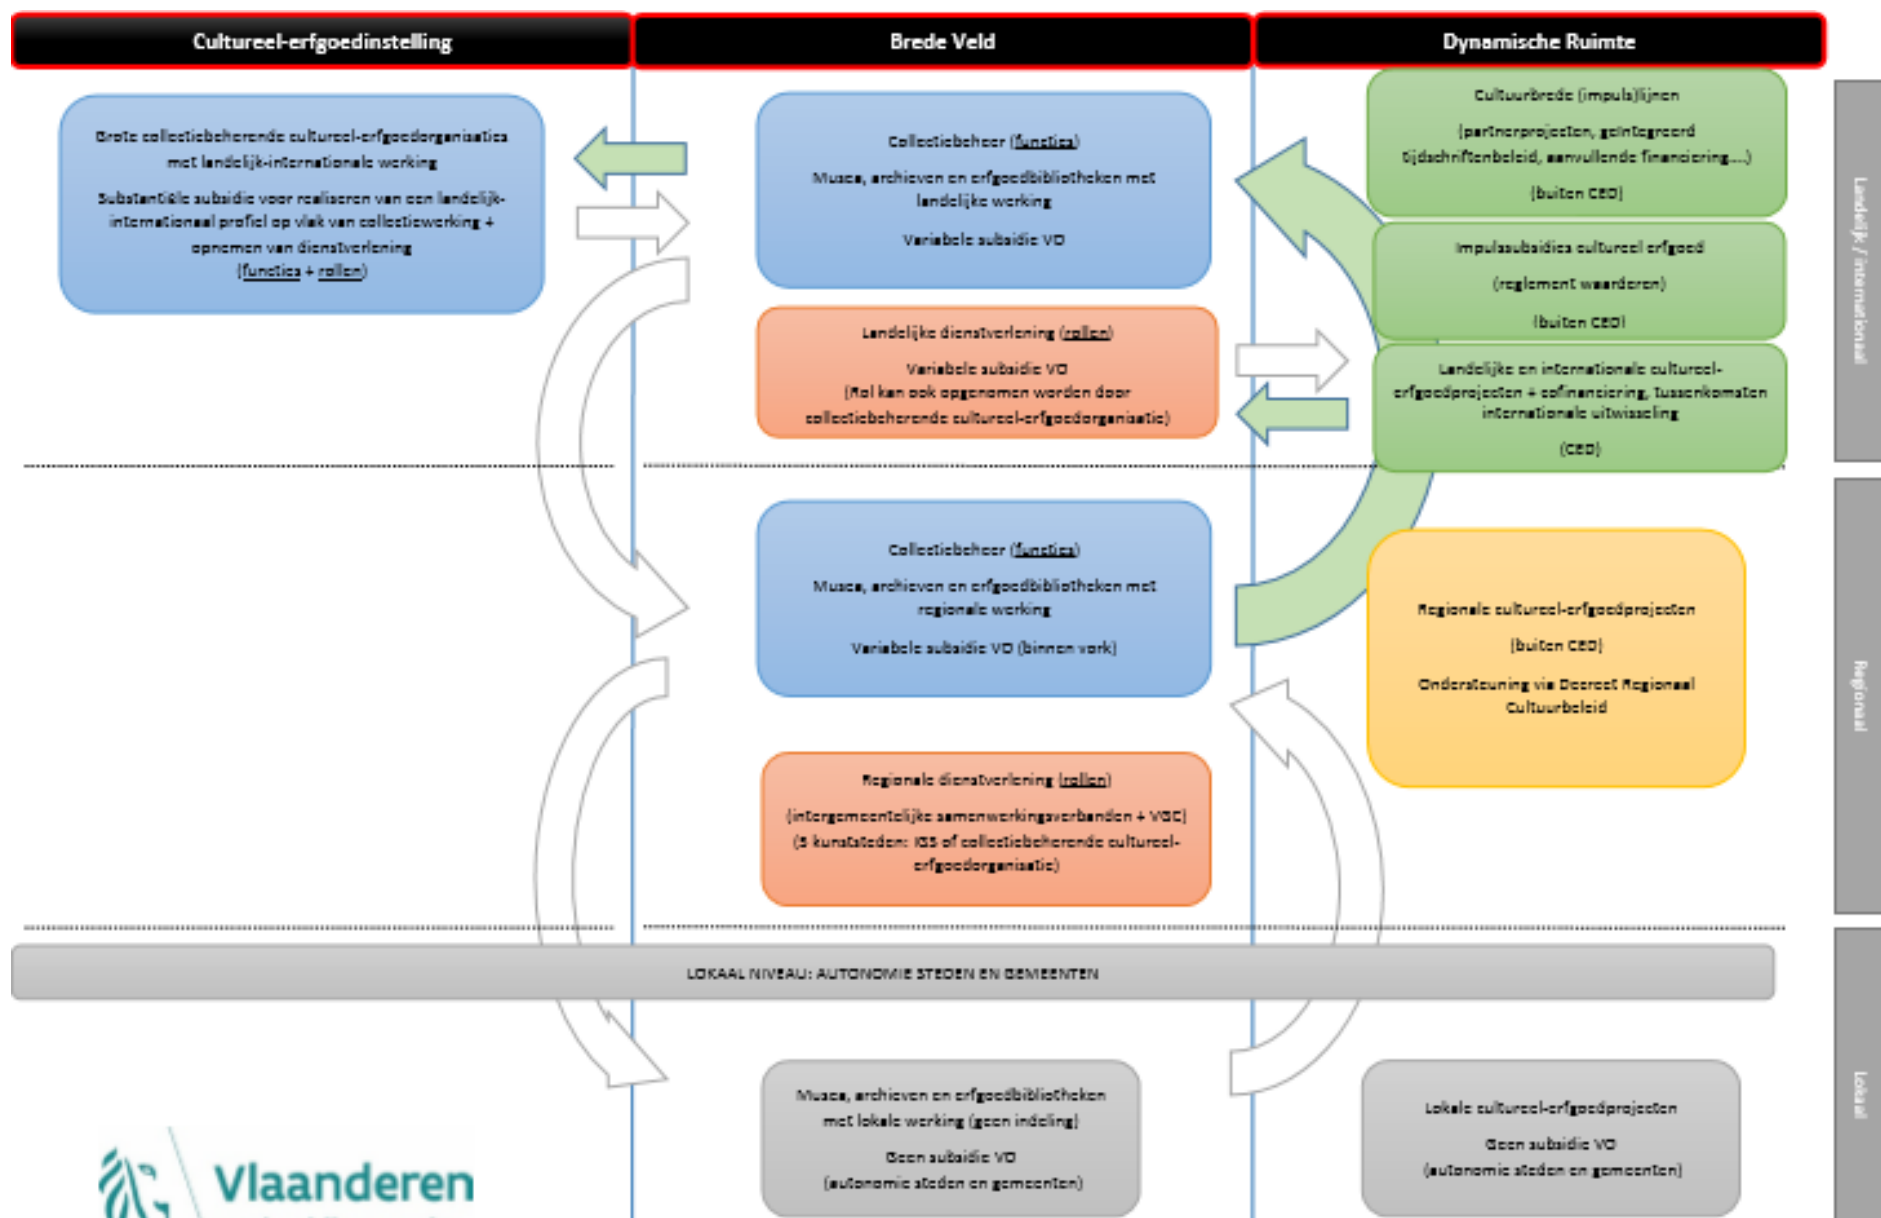 Cultureel-erfgoedinstelling
Brede Veld
Dynamische Ruimte
Grote collectiebeherende cultureel-erfgoedorganisaties
met landelijk-internationale werking
Substantiële subsidie voor realiseren van een landelijk-
internationaal profiel op vlak van collectiewerking +
opnemen van dienstverlening
(functies + rollen)
Collectiebeheer (functies)
Musea, archieven en erfgoedbibliotheken met
landelijke werking
Variabele subsidie VO
Landelijke dienstverlening (rollen)
Variabele subsidie VO
(Rol kan ook opgenomen worden door
collectiebeherende cultureel-erfgoedorganisatie)
Cultuurbrede (impuls)lijnen
(partnerprojecten, geïntegreerd
tijdschriftenbeleid, aanvullende financiering....)
(buiten CED)
Impulssubsidies cultureel erfgoed
(reglement waarderen)
(buiten CED)
Landelijke en internationale cultureel-
erfgoedprojecten + cofinanciering, tussenkomsten
internationale uitwisseling
(CED)
Landelijk / internationaal
Collectiebeheer (functies)
Musea, archieven en erfgoedbibliotheken met
regionale werking
Variabele subsidie VO (binnen vork)
Regionale dienstverlening (rollen)
(intergemeentelijke samenwerkingsverbanden + VGC)
(5 kunststeden: IGS of collectiebeherende cultureel-
erfgoedorganisatie)
Regionale cultureel-erfgoedprojecten
(buiten CED)
Ondersteuning via Decreet Regionaal
Cultuurbeleid
Regionaal
LOKAAL NIVEAU: AUTONOMIE STEDEN EN GEMEENTEN
Musea, archieven en erfgoedbibliotheken
met lokale werking (geen indeling)
Geen subsidie VO
(autonomie steden en gemeenten)
Lokale cultureel-erfgoedprojecten
Geen subsidie VO
(autonomie steden en gemeenten)
Lokaal
Vlaanderen